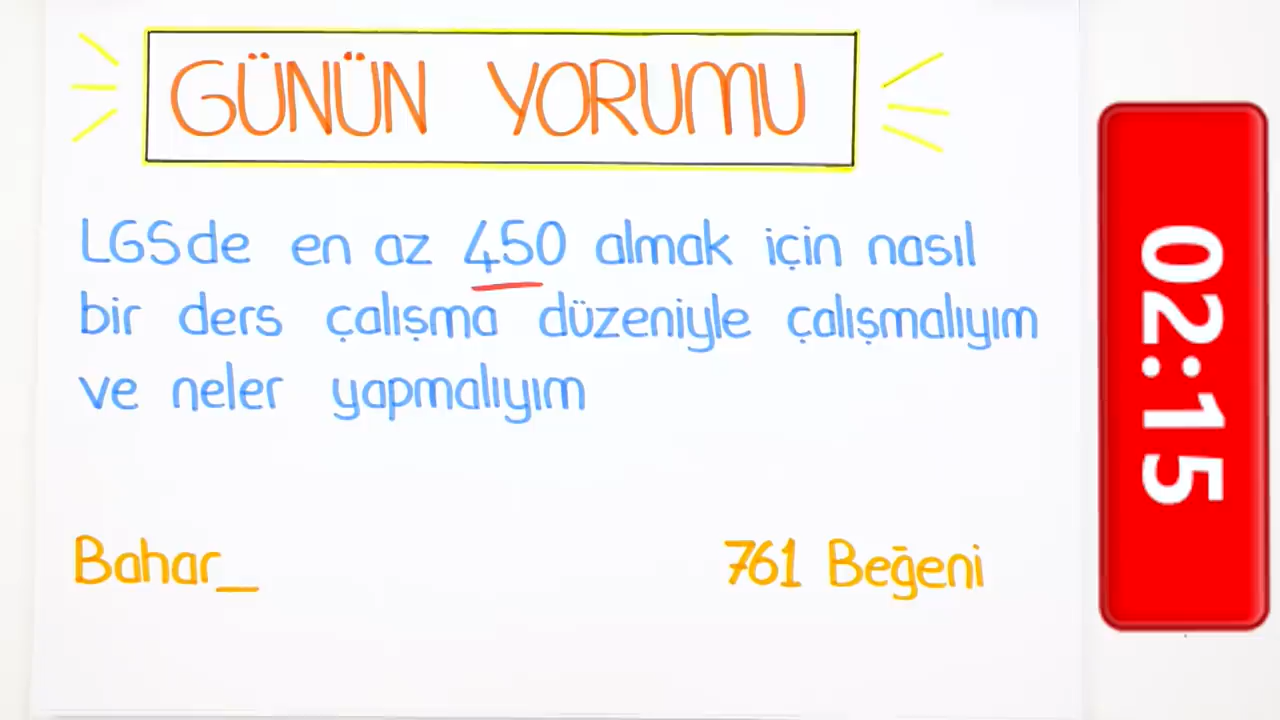 GÜNÜN YORUMU
LGSde en az 450 almak için nasıl
bir ders çalışma düzeniyle çalışmalıyım
ve neler yapmalıyım
Bahar_
761 Beğeni
02:15